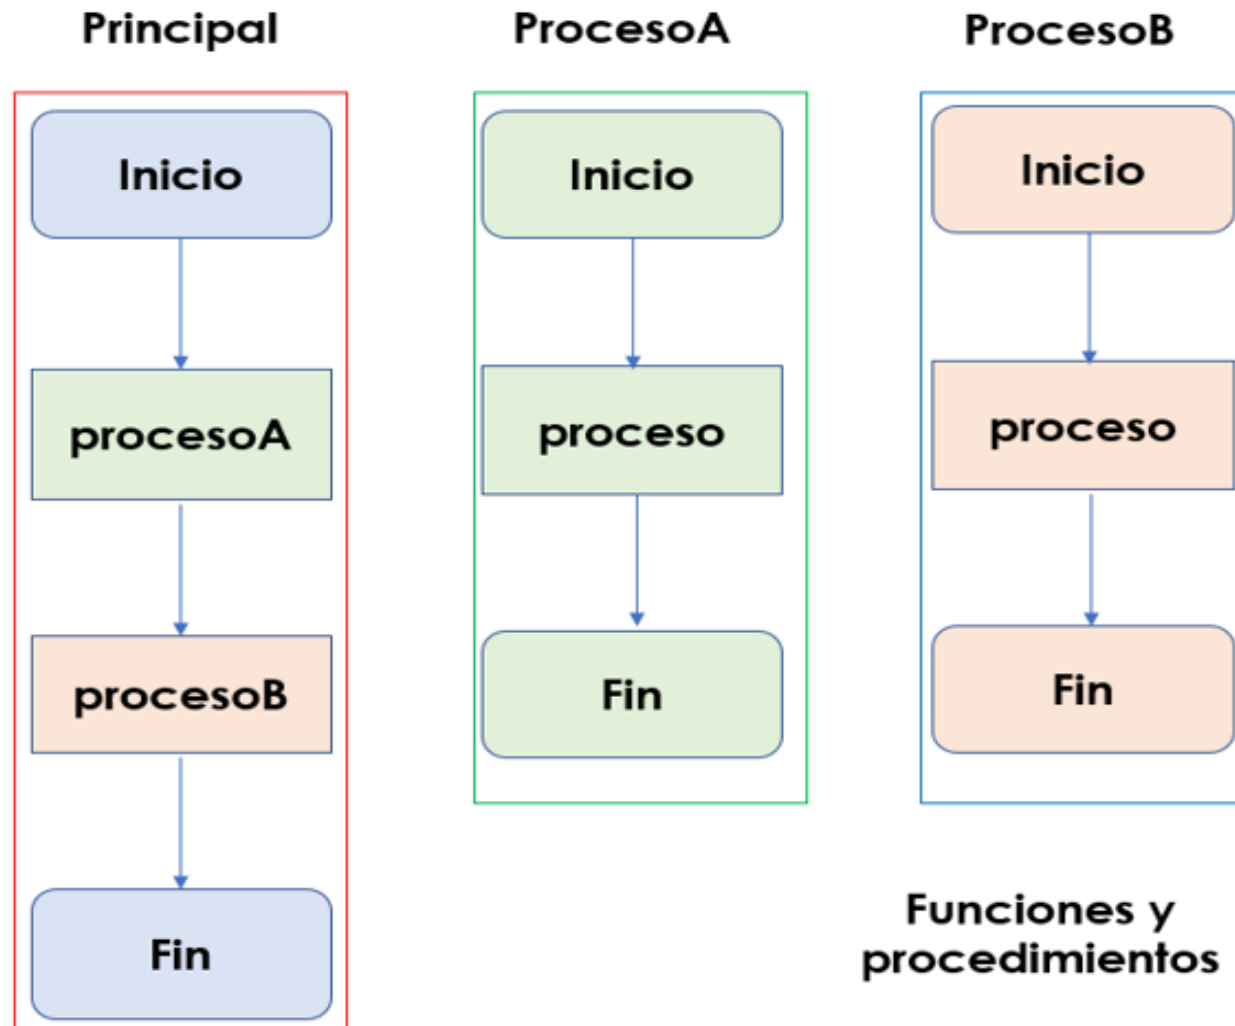 Principal
Inicio
procesoA
procesoB
Fin
ProcesoA
Inicio
proceso
Fin
ProcesoB
Inicio
proceso
Fin
Funciones y
procedimientos